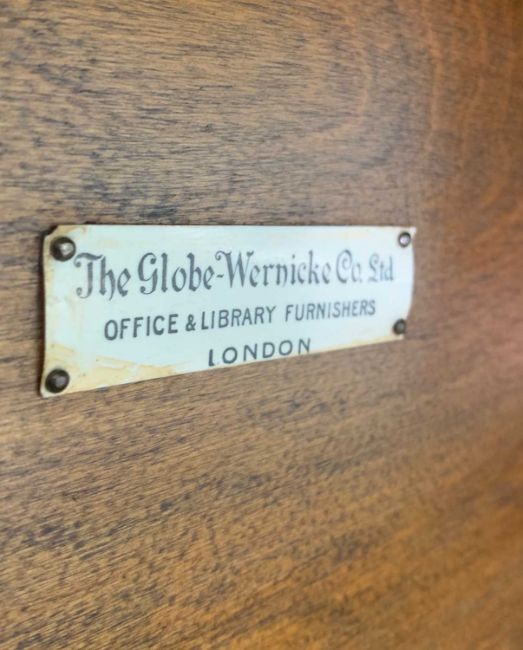 The Globe-Wernicke Co. Ltd
OFFICE & LIBRARY FURNISHERS
LONDON